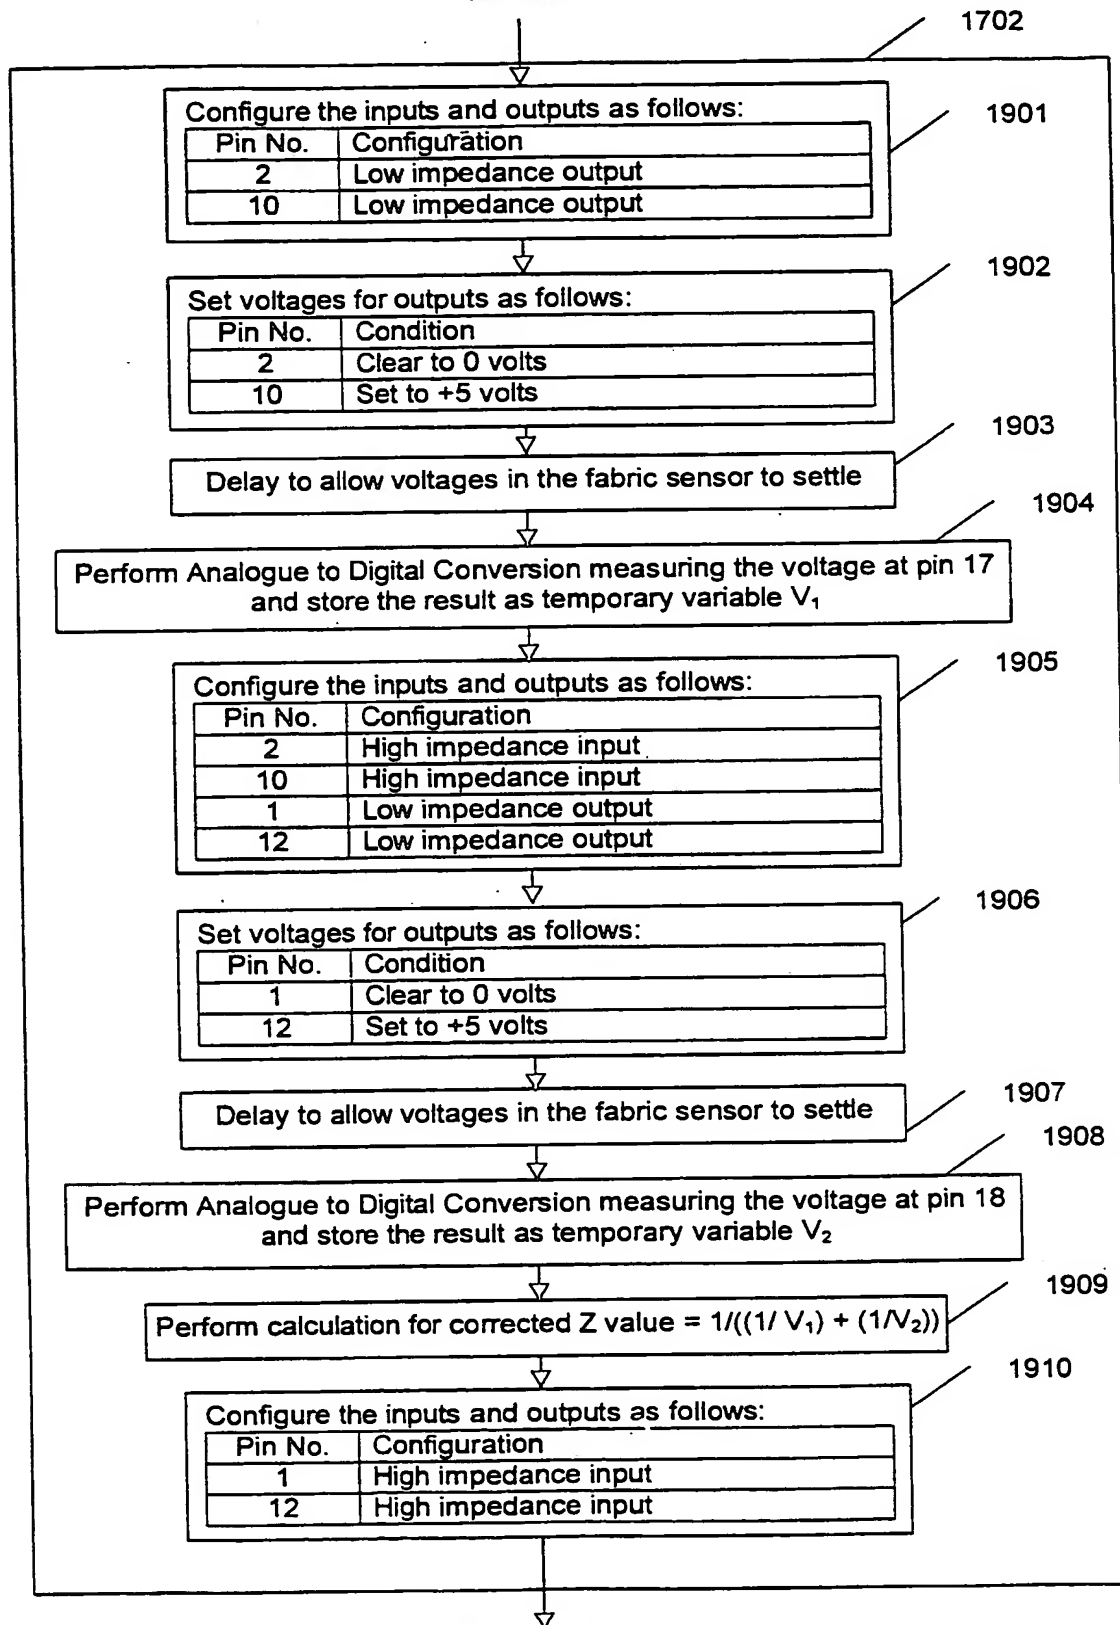 1702
Configure the inputs and outputs as follows:
1901
Pin No. Configuration
2 Low impedance output
10 Low impedance output
1902
Set voltages for outputs as follows:
Pin No. Condition
2 Clear to 0 volts
10 Set to +5 volts
1903
Delay to allow voltages in the fabric sensor to settle
1904
Perform Analogue to Digital Conversion measuring the voltage at pin 17
and store the result as temporary variable V₁
1905
Configure the inputs and outputs as follows:
Pin No. Configuration
2 High impedance input
10 High impedance input
1 Low impedance output
12 Low impedance output
1906
Set voltages for outputs as follows:
Pin No. Condition
1 Clear to 0 volts
12 Set to +5 volts
1907
Delay to allow voltages in the fabric sensor to settle
1908
Perform Analogue to Digital Conversion measuring the voltage at pin 18
and store the result as temporary variable V₂
1909
Perform calculation for corrected Z value = 1/((1/ V₁) + (1/V₂))
1910
Configure the inputs and outputs as follows:
Pin No. Configuration
1 High impedance input
12 High impedance input